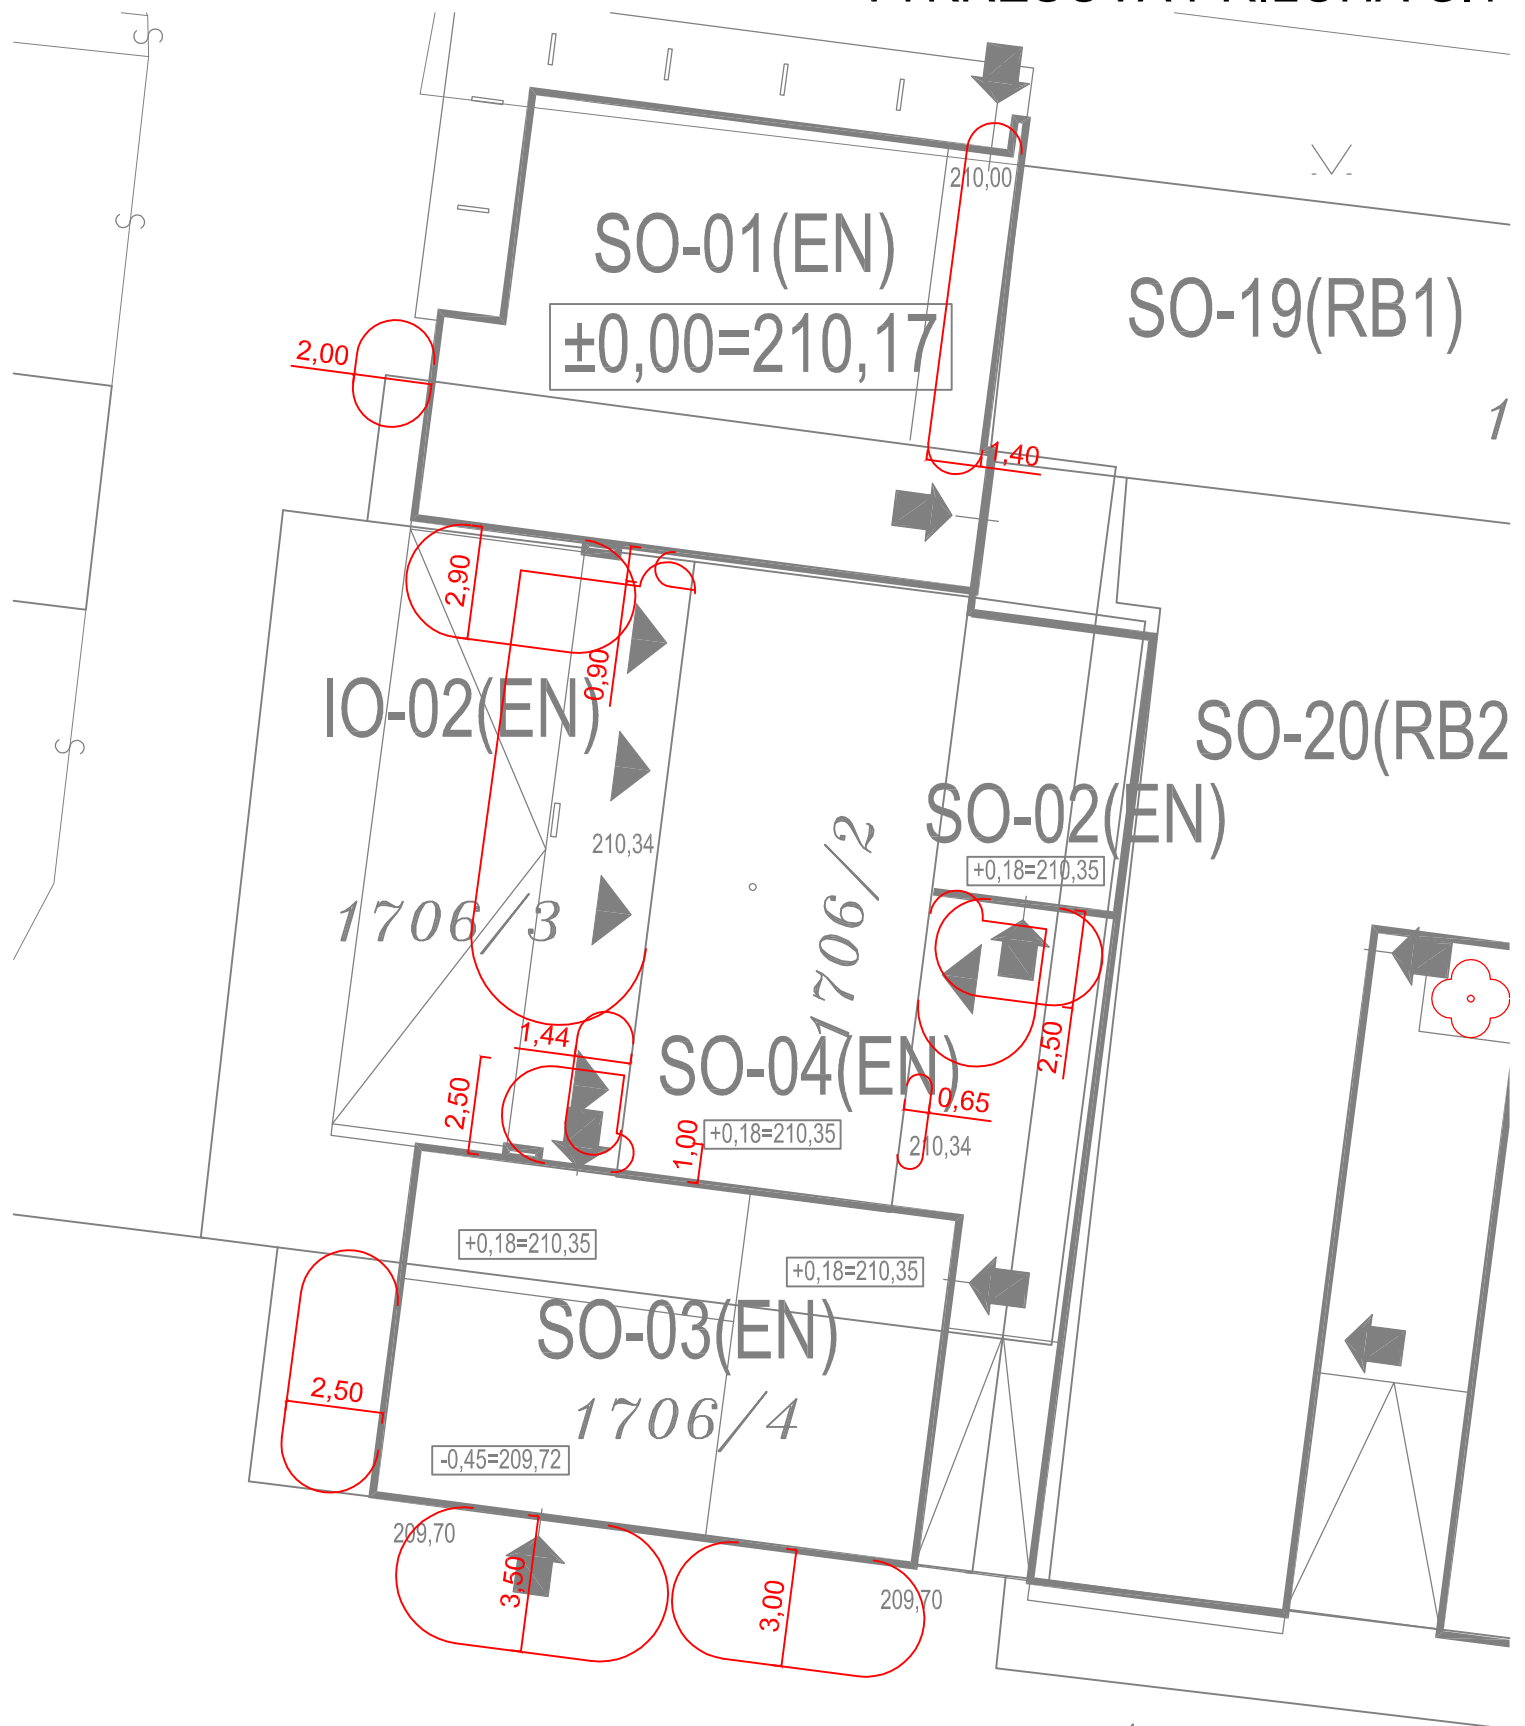 S
210,00
S
SO-01(EN)
SO-19(RB1)
±0,00=210,17
2,00
1
1,40
2,90
0,90
IO-02(EN)
SO-20(RB2
S
SO-02(EN)
210,34
+0,18=210,35
1706/2
1706/3
1,44
2,50
SO-04(EN)
2,50
0,65
1,00
+0,18=210,35
210,34
+0,18=210,35
+0,18=210,35
SO-03(EN)
2,50
1706/4
-0,45=209,72
209,70
3,50
3,00
209,70